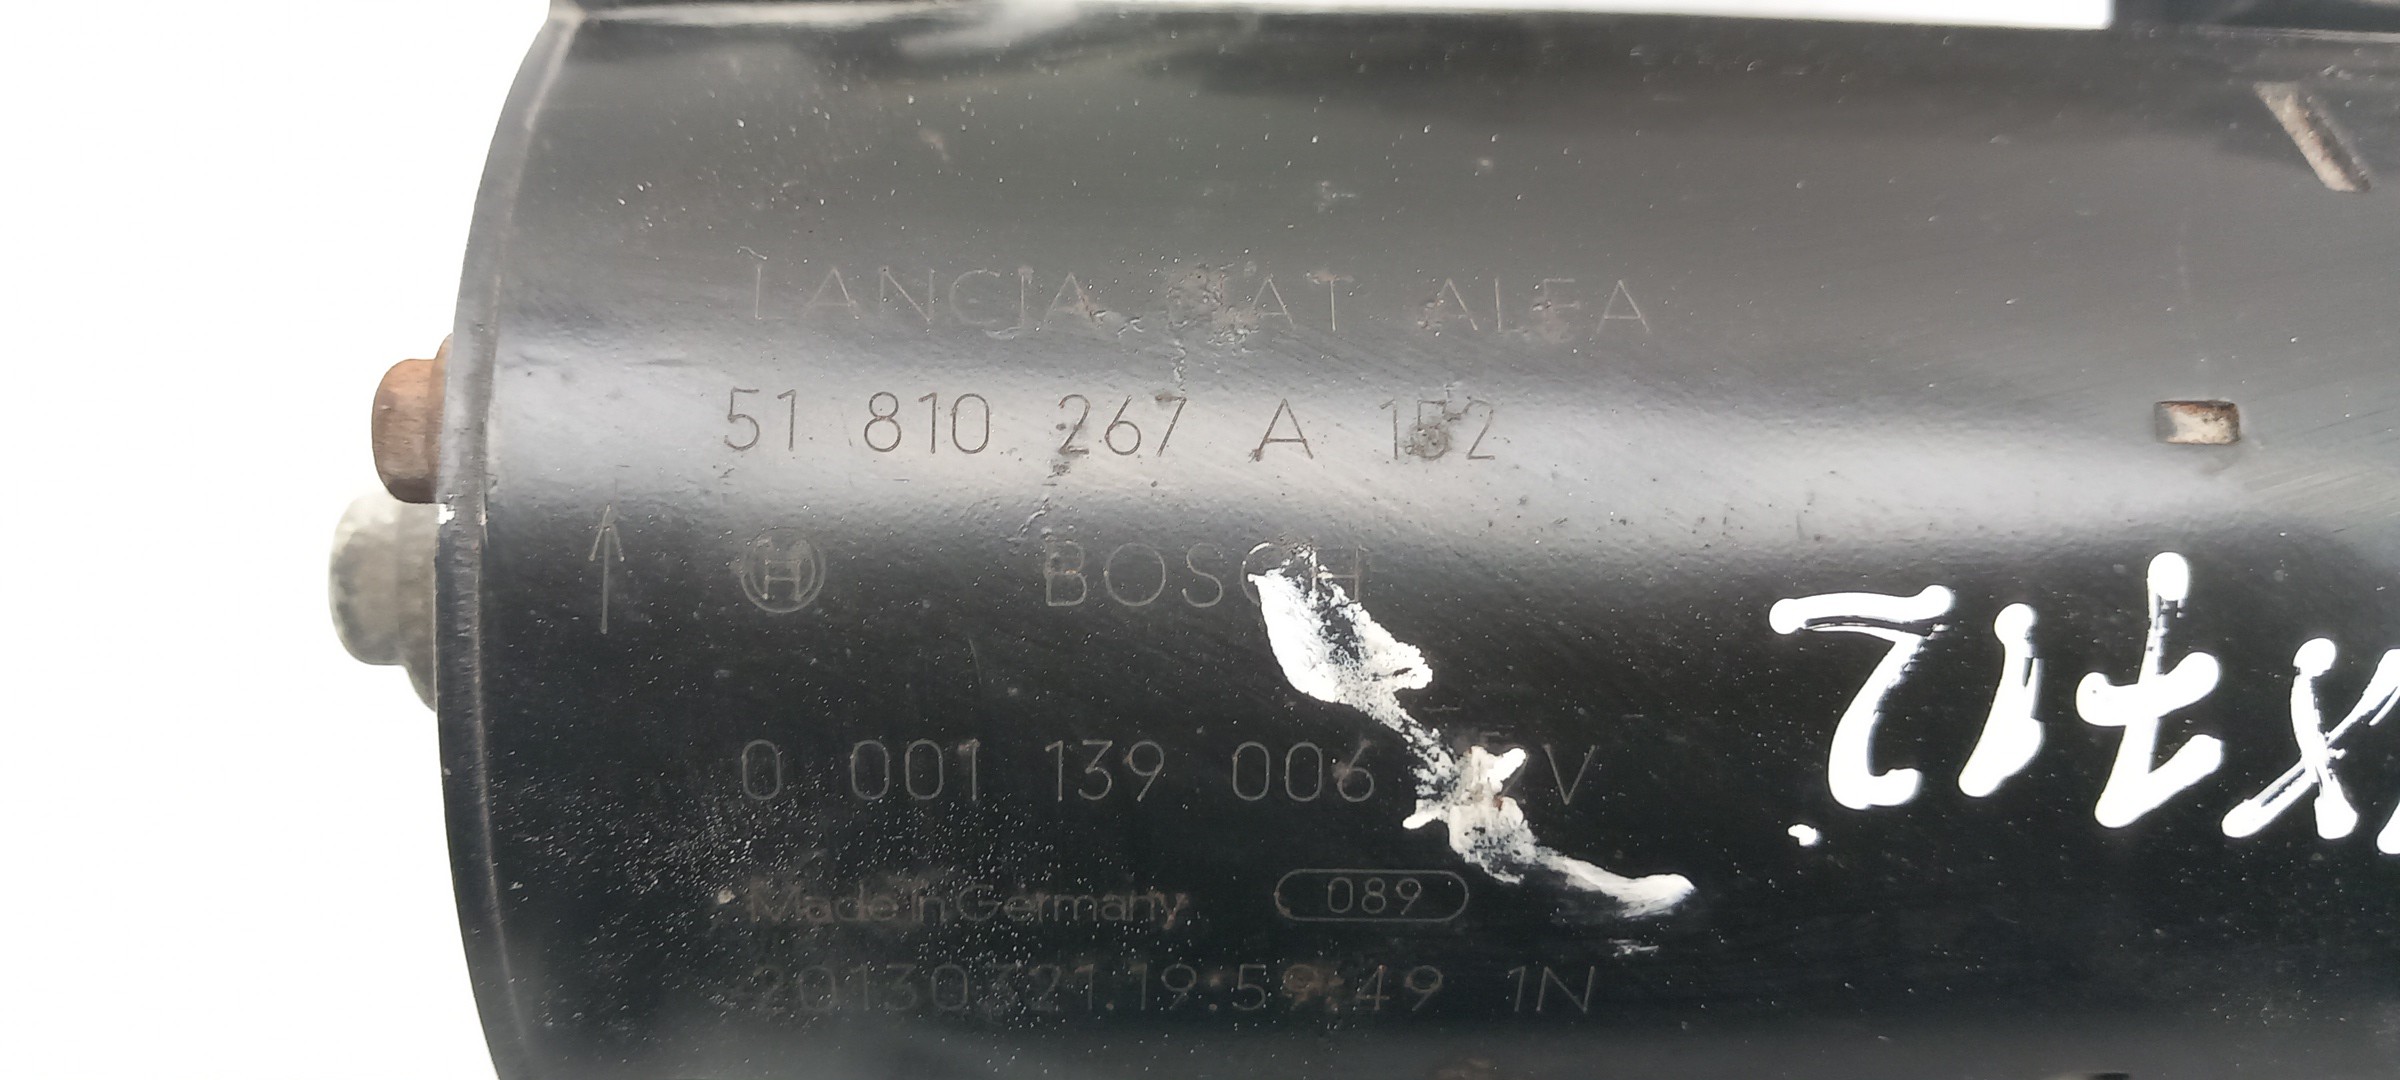 LANCIA FIAT ALFA
51 810 267 A 152
BOSCH
0 001 139 006 12V
Made in Germany 089
20130321.19:59:49 1N